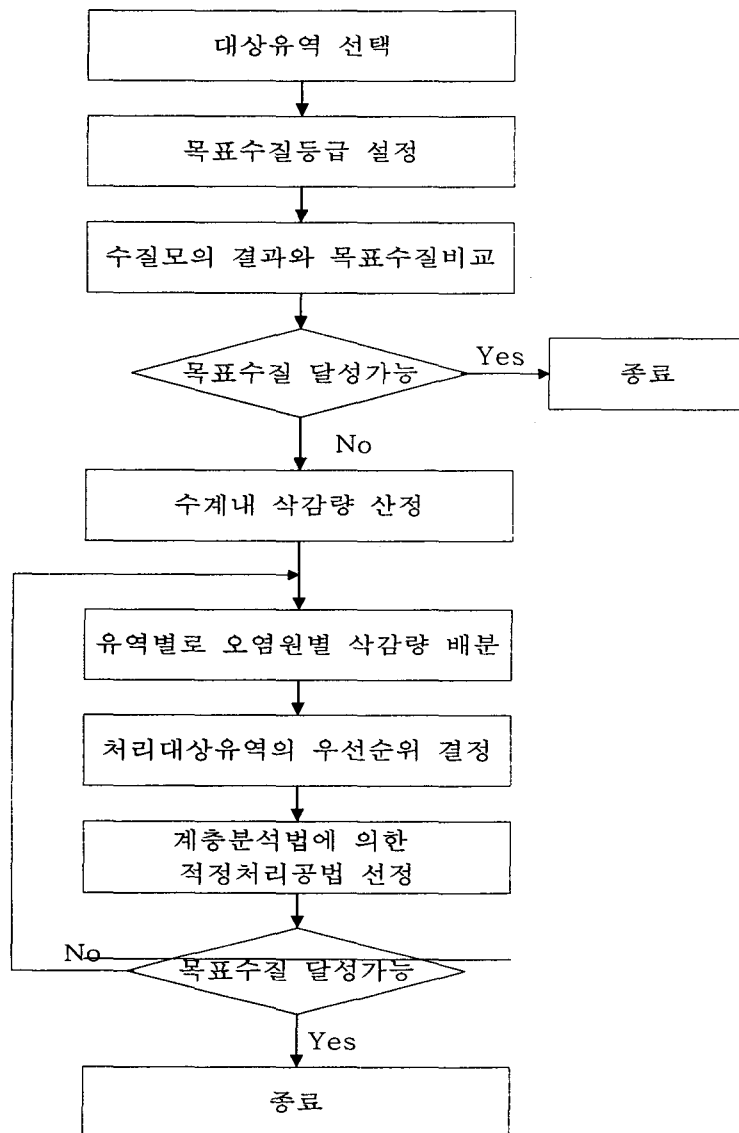 대상유역 선택
목표수질등급 설정
수질모의 결과와 목표수질비교
목표수질 달성가능
Yes
종료
No
수계내 삭감량 산정
유역별로 오염원별 삭감량 배분
처리대상유역의 우선순위 결정
계층분석법에 의한
적정처리공법 선정
No
목표수질 달성가능
Yes
종료